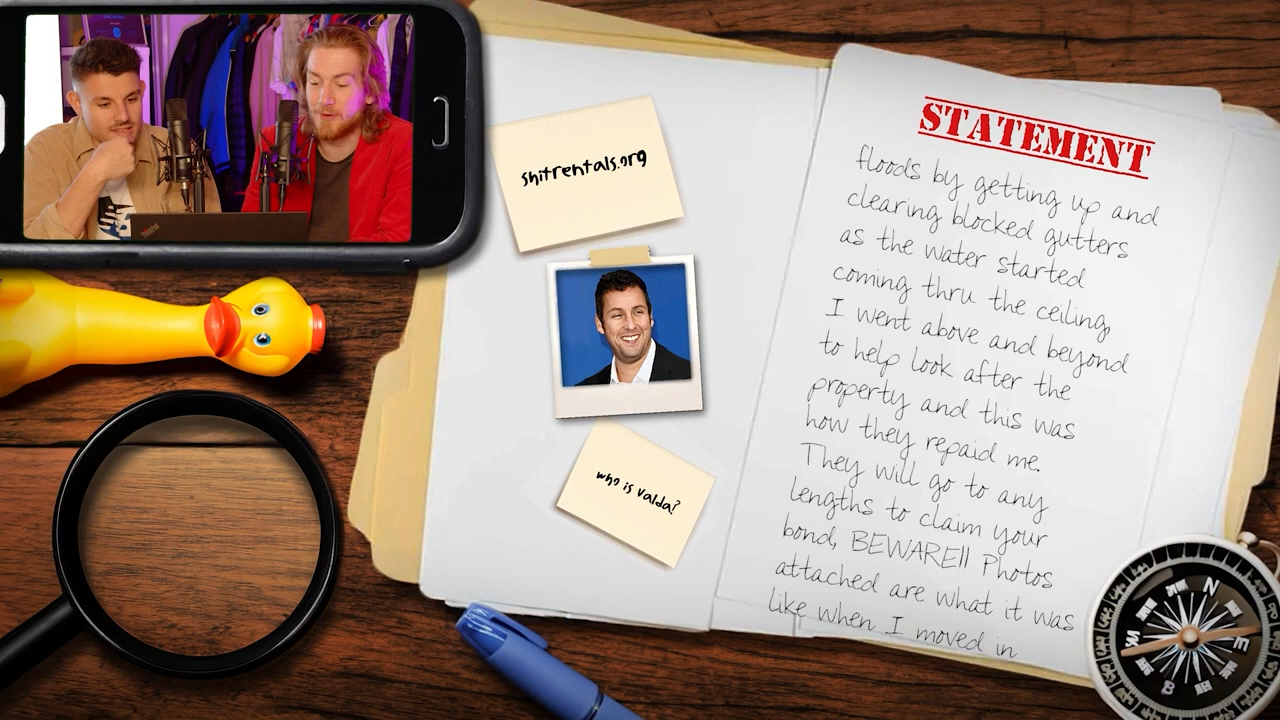 shitrentals.org
who is Valda?
STATEMENT
floods by getting up and
clearing blocked gutters
as the water started
coming thru the ceiling
I went above and beyond
to help look after the
property and this was
how they repaid me.
They will go to any
lengths to claim your
bond, BEWARE!! Photos
attached are what it was
like when I moved in
N
E